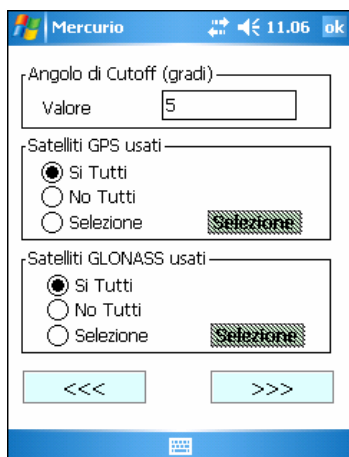 Mercurio 11.06 ok
Angolo di Cutoff (gradi)
Valore 5
Satelliti GPS usati
Si Tutti
No Tutti
Selezione Selezione
Satelliti GLONASS usati
Si Tutti
No Tutti
Selezione Selezione
<<< >>>